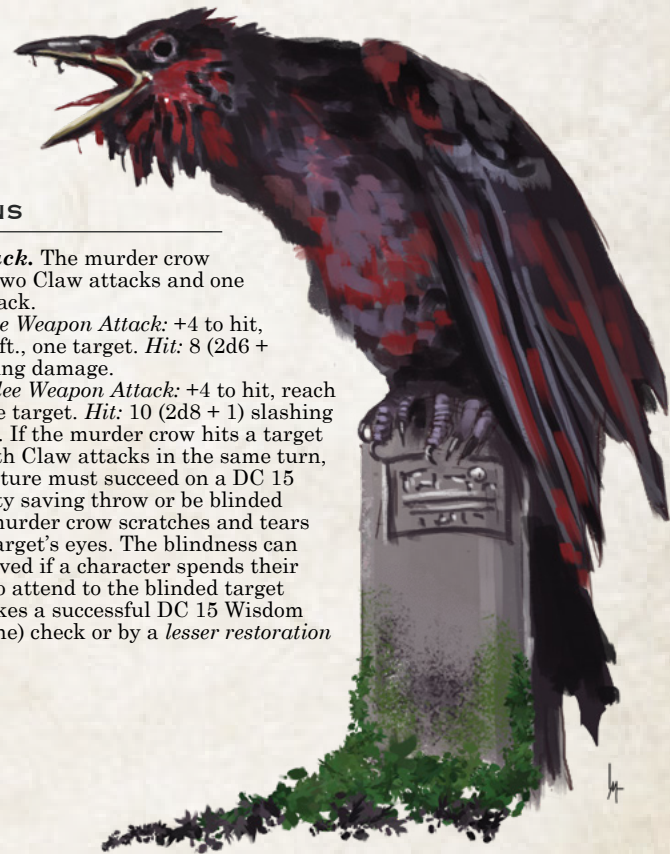 NS
ck. The murder crow
wo Claw attacks and one
ack.
e Weapon Attack: +4 to hit,
ft., one target. Hit: 8 (2d6 +
ng damage.
lee Weapon Attack: +4 to hit, reach
e target. Hit: 10 (2d8 + 1) slashing
. If the murder crow hits a target
th Claw attacks in the same turn,
ture must succeed on a DC 15
ty saving throw or be blinded
murder crow scratches and tears
arget's eyes. The blindness can
ved if a character spends their
o attend to the blinded target
kes a successful DC 15 Wisdom
ne) check or by a lesser restoration